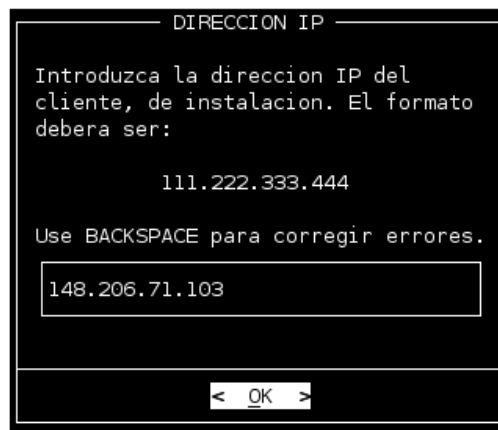 DIRECCION IP
Introduzca la direccion IP del
cliente, de instalacion. El formato
debera ser:
111.222.333.444
Use BACKSPACE para corregir errores.
148.206.71.103
< OK >